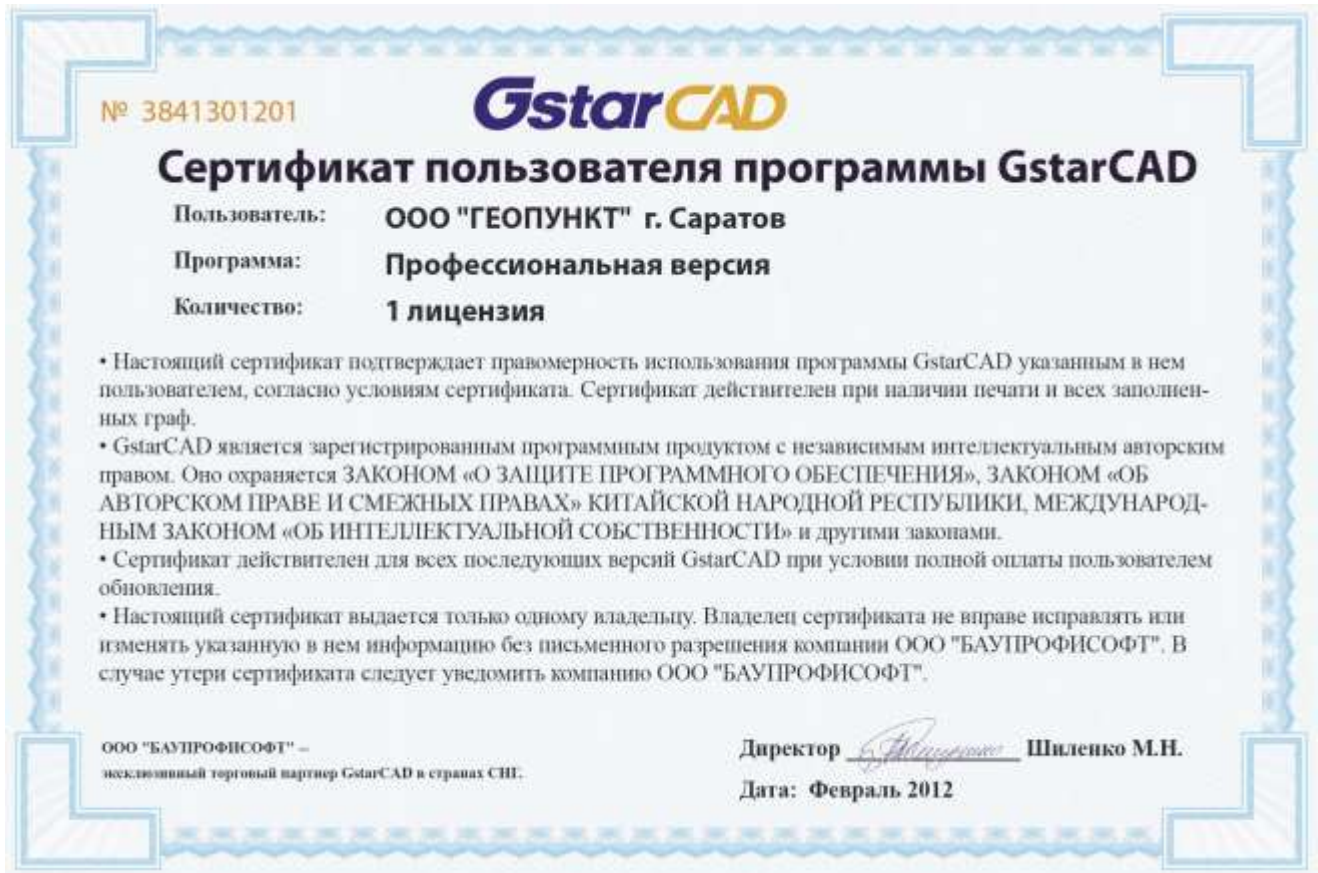 № 3841301201
GstarCAD
Сертификат пользователя программы GstarCAD
Пользователь: ООО "ГЕОПУНКТ" г. Саратов
Программа: Профессиональная версия
Количество: 1 лицензия
• Настоящий сертификат подтверждает правомерность использования программы GstarCAD указанным в нем
пользователем, согласно условиям сертификата. Сертификат действителен при наличии печати и всех заполнен-
ных граф.
• GstarCAD является зарегистрированным программным продуктом с независимым интеллектуальным авторским
правом. Оно охраняется ЗАКОНОМ «О ЗАЩИТЕ ПРОГРАММНОГО ОБЕСПЕЧЕНИЯ», ЗАКОНОМ «ОБ
АВТОРСКОМ ПРАВЕ И СМЕЖНЫХ ПРАВАХ» КИТАЙСКОЙ НАРОДНОЙ РЕСПУБЛИКИ, МЕЖДУНАРОД-
НЫМ ЗАКОНОМ «ОБ ИНТЕЛЛЕКТУАЛЬНОЙ СОБСТВЕННОСТИ» и другими законами.
• Сертификат действителен для всех последующих версий GstarCAD при условии полной оплаты пользователем
обновления.
• Настоящий сертификат выдается только одному владельцу. Владелец сертификата не вправе исправлять или
изменять указанную в нем информацию без письменного разрешения компании ООО "БАУПРОФИСОФТ". В
случае утери сертификата следует уведомить компанию ООО "БАУПРОФИСОФТ".
ООО "БАУПРОФИСОФТ" –
эксклюзивный торговый партнер GstarCAD в странах СНГ.
Директор Шиленко М.Н.
Дата: Февраль 2012